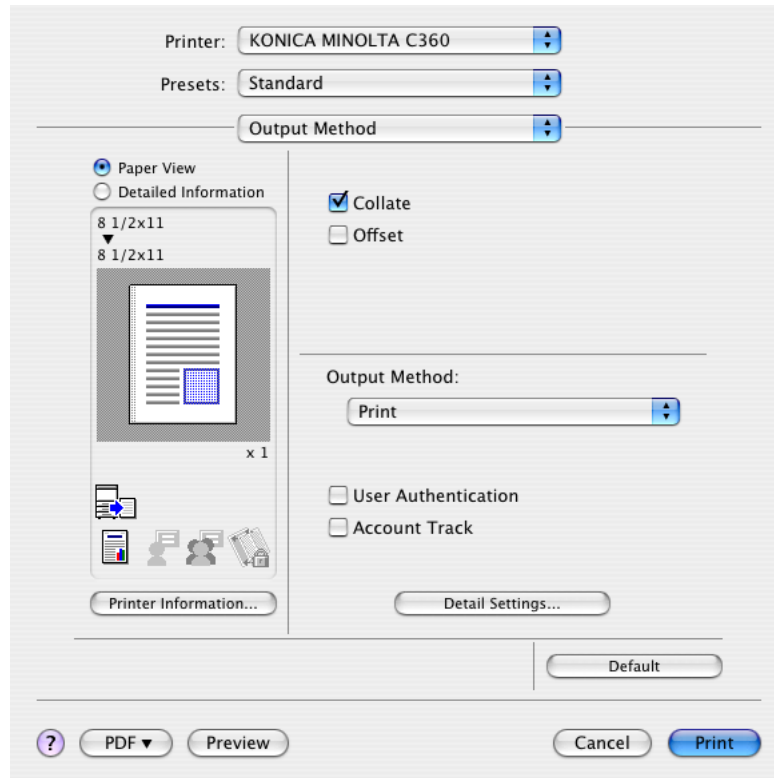 Printer: KONICA MINOLTA C360
Presets: Standard
Output Method
Paper View
Detailed Information
8 1/2x11
▼
8 1/2x11
x 1
Printer Information...
Collate
Offset
Output Method:
Print
User Authentication
Account Track
Detail Settings...
Default
? PDF ▼ Preview Cancel Print